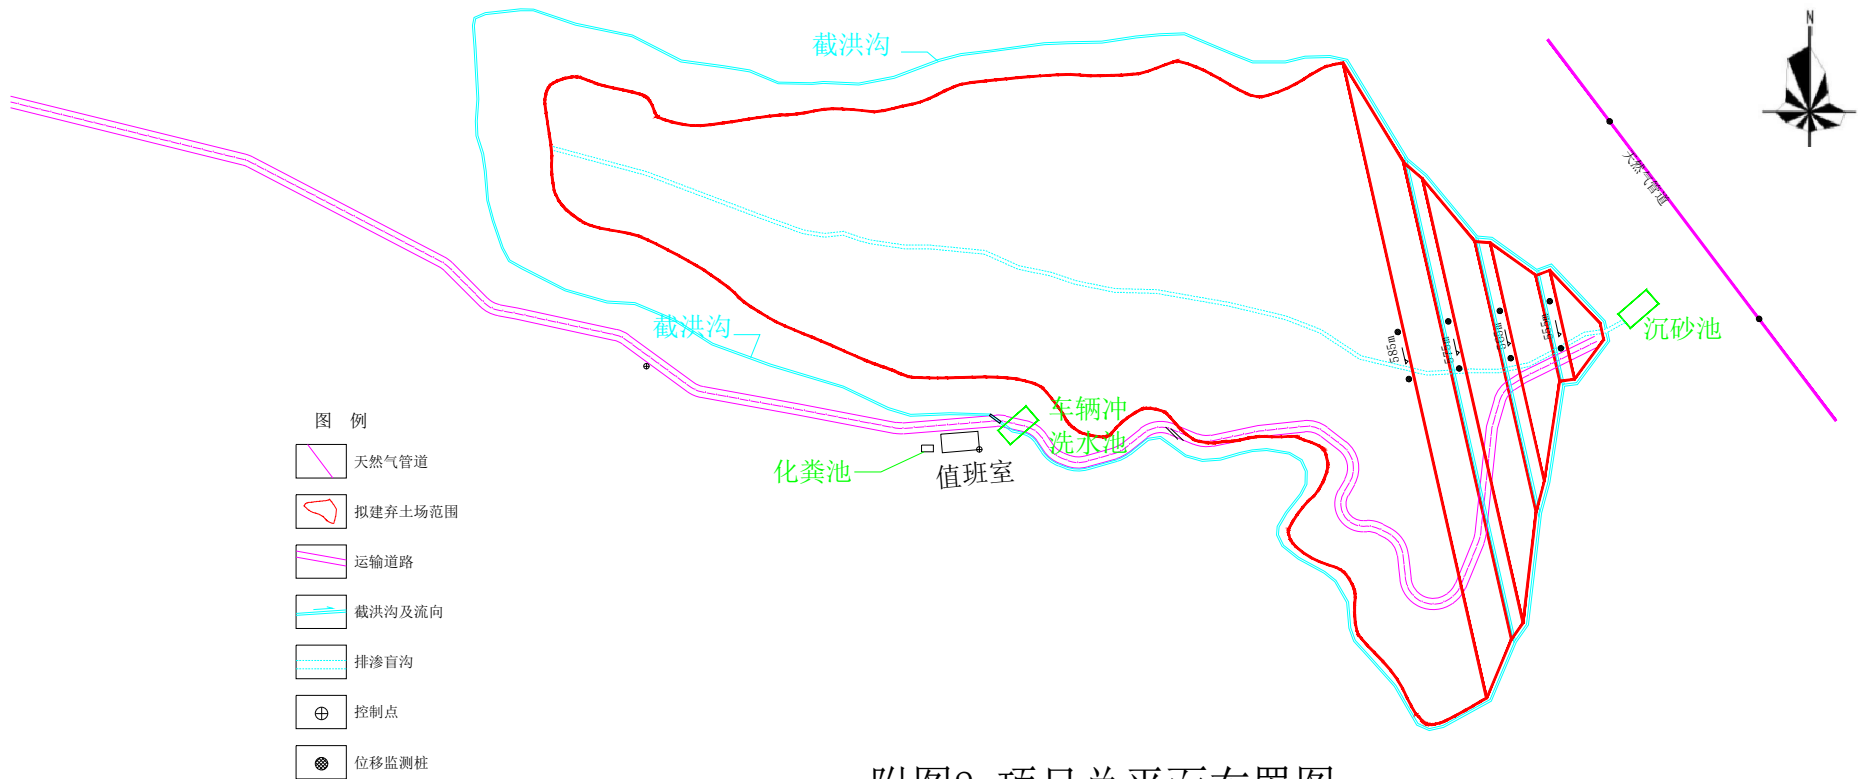 N
截洪沟
天然气管道
截洪沟
沉砂池
585m
车辆冲
洗水池
化粪池
值班室
图 例
天然气管道
拟建弃土场范围
运输道路
截洪沟及流向
排渗盲沟
控制点
位移监测桩